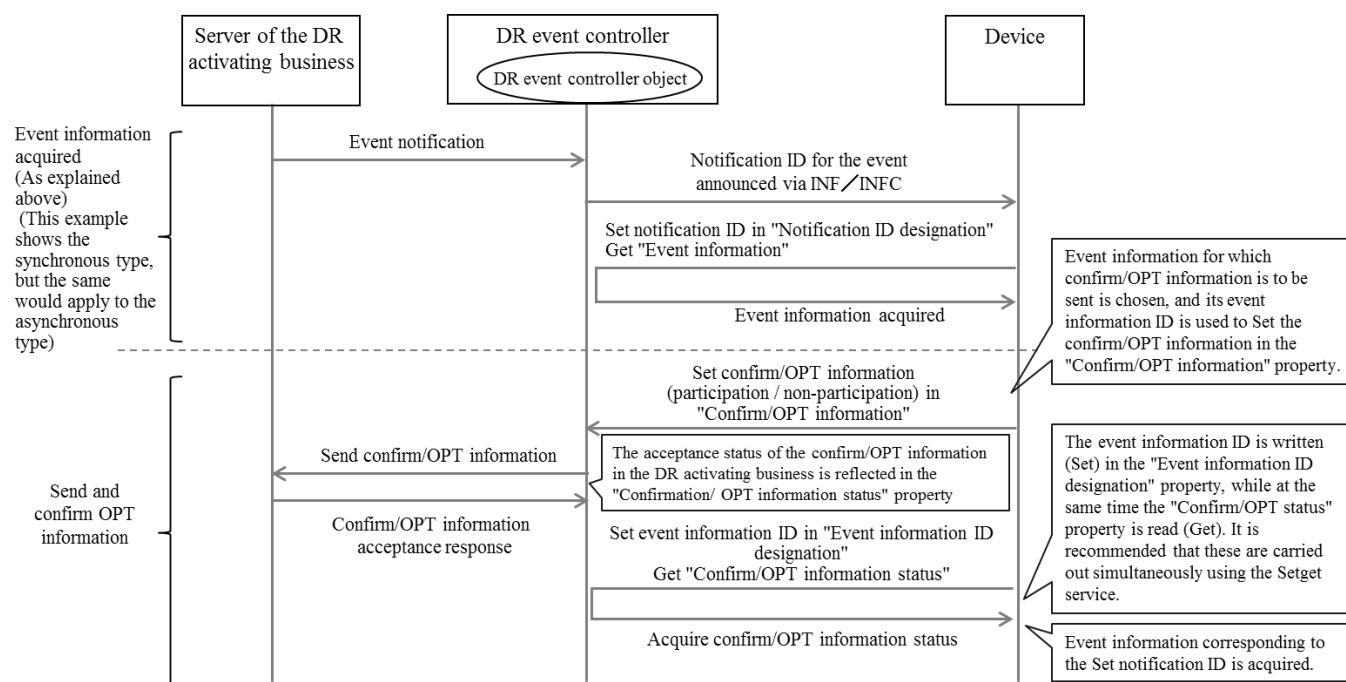 Server of the DR
activating business
DR event controller
DR event controller object
Device
Event information
acquired
(As explained
above)
(This example
shows the
synchronous type,
but the same
would apply to the
asynchronous
type)
Event notification
Notification ID for the event
announced via INF／INFC
Set notification ID in "Notification ID designation"
Get "Event information"
Event information acquired
Event information for which
confirm/OPT information is to be
sent is chosen, and its event
information ID is used to Set the
confirm/OPT information in the
"Confirm/OPT information" property.
Set confirm/OPT information
(participation / non-participation) in
"Confirm/OPT information"
Send confirm/OPT information
The acceptance status of the confirm/OPT information
in the DR activating business is reflected in the
"Confirmation/ OPT information status" property
The event information ID is written
(Set) in the "Event information ID
designation" property, while at the
same time the "Confirm/OPT status"
property is read (Get). It is
recommended that these are carried
out simultaneously using the Setget
service.
Send and
confirm OPT
information
Confirm/OPT information
acceptance response
Set event information ID in "Event information ID
designation"
Get "Confirm/OPT information status"
Acquire confirm/OPT information status
Event information corresponding to
the Set notification ID is acquired.